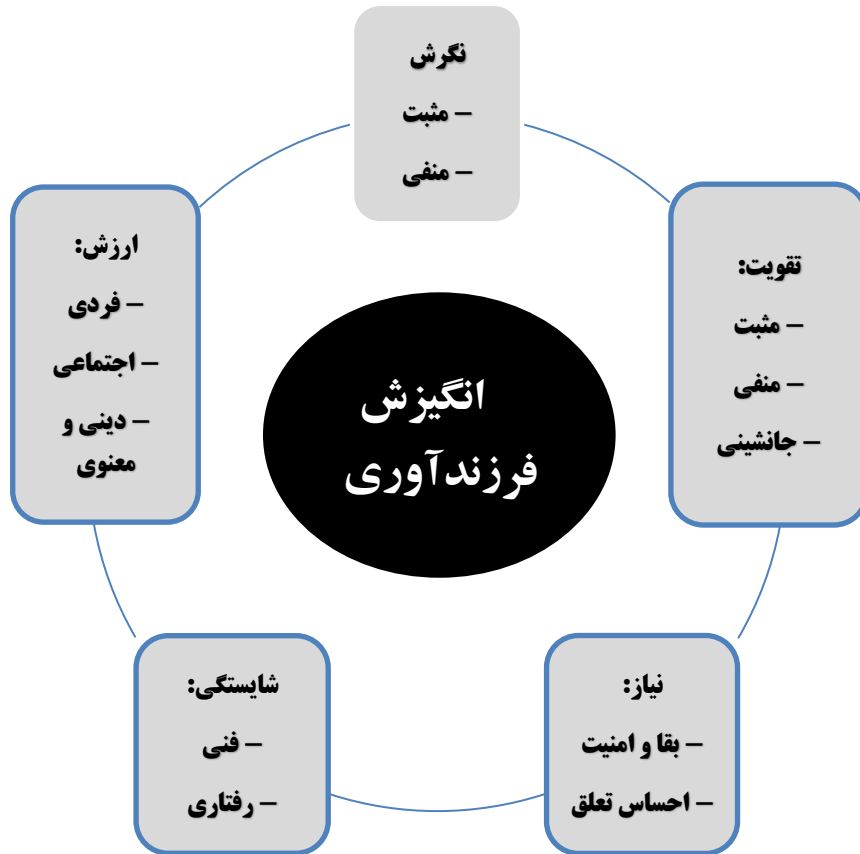 نگرش
– مثبت
– منفی
تقویت:
– مثبت
– منفی
– جانشینی
نیاز:
– بقا و امنیت
– احساس تعلق
شایستگی:
– فنی
– رفتاری
ارزش:
– فردی
– اجتماعی
– دینی و
معنوی
انگیزش
فرزندآوری